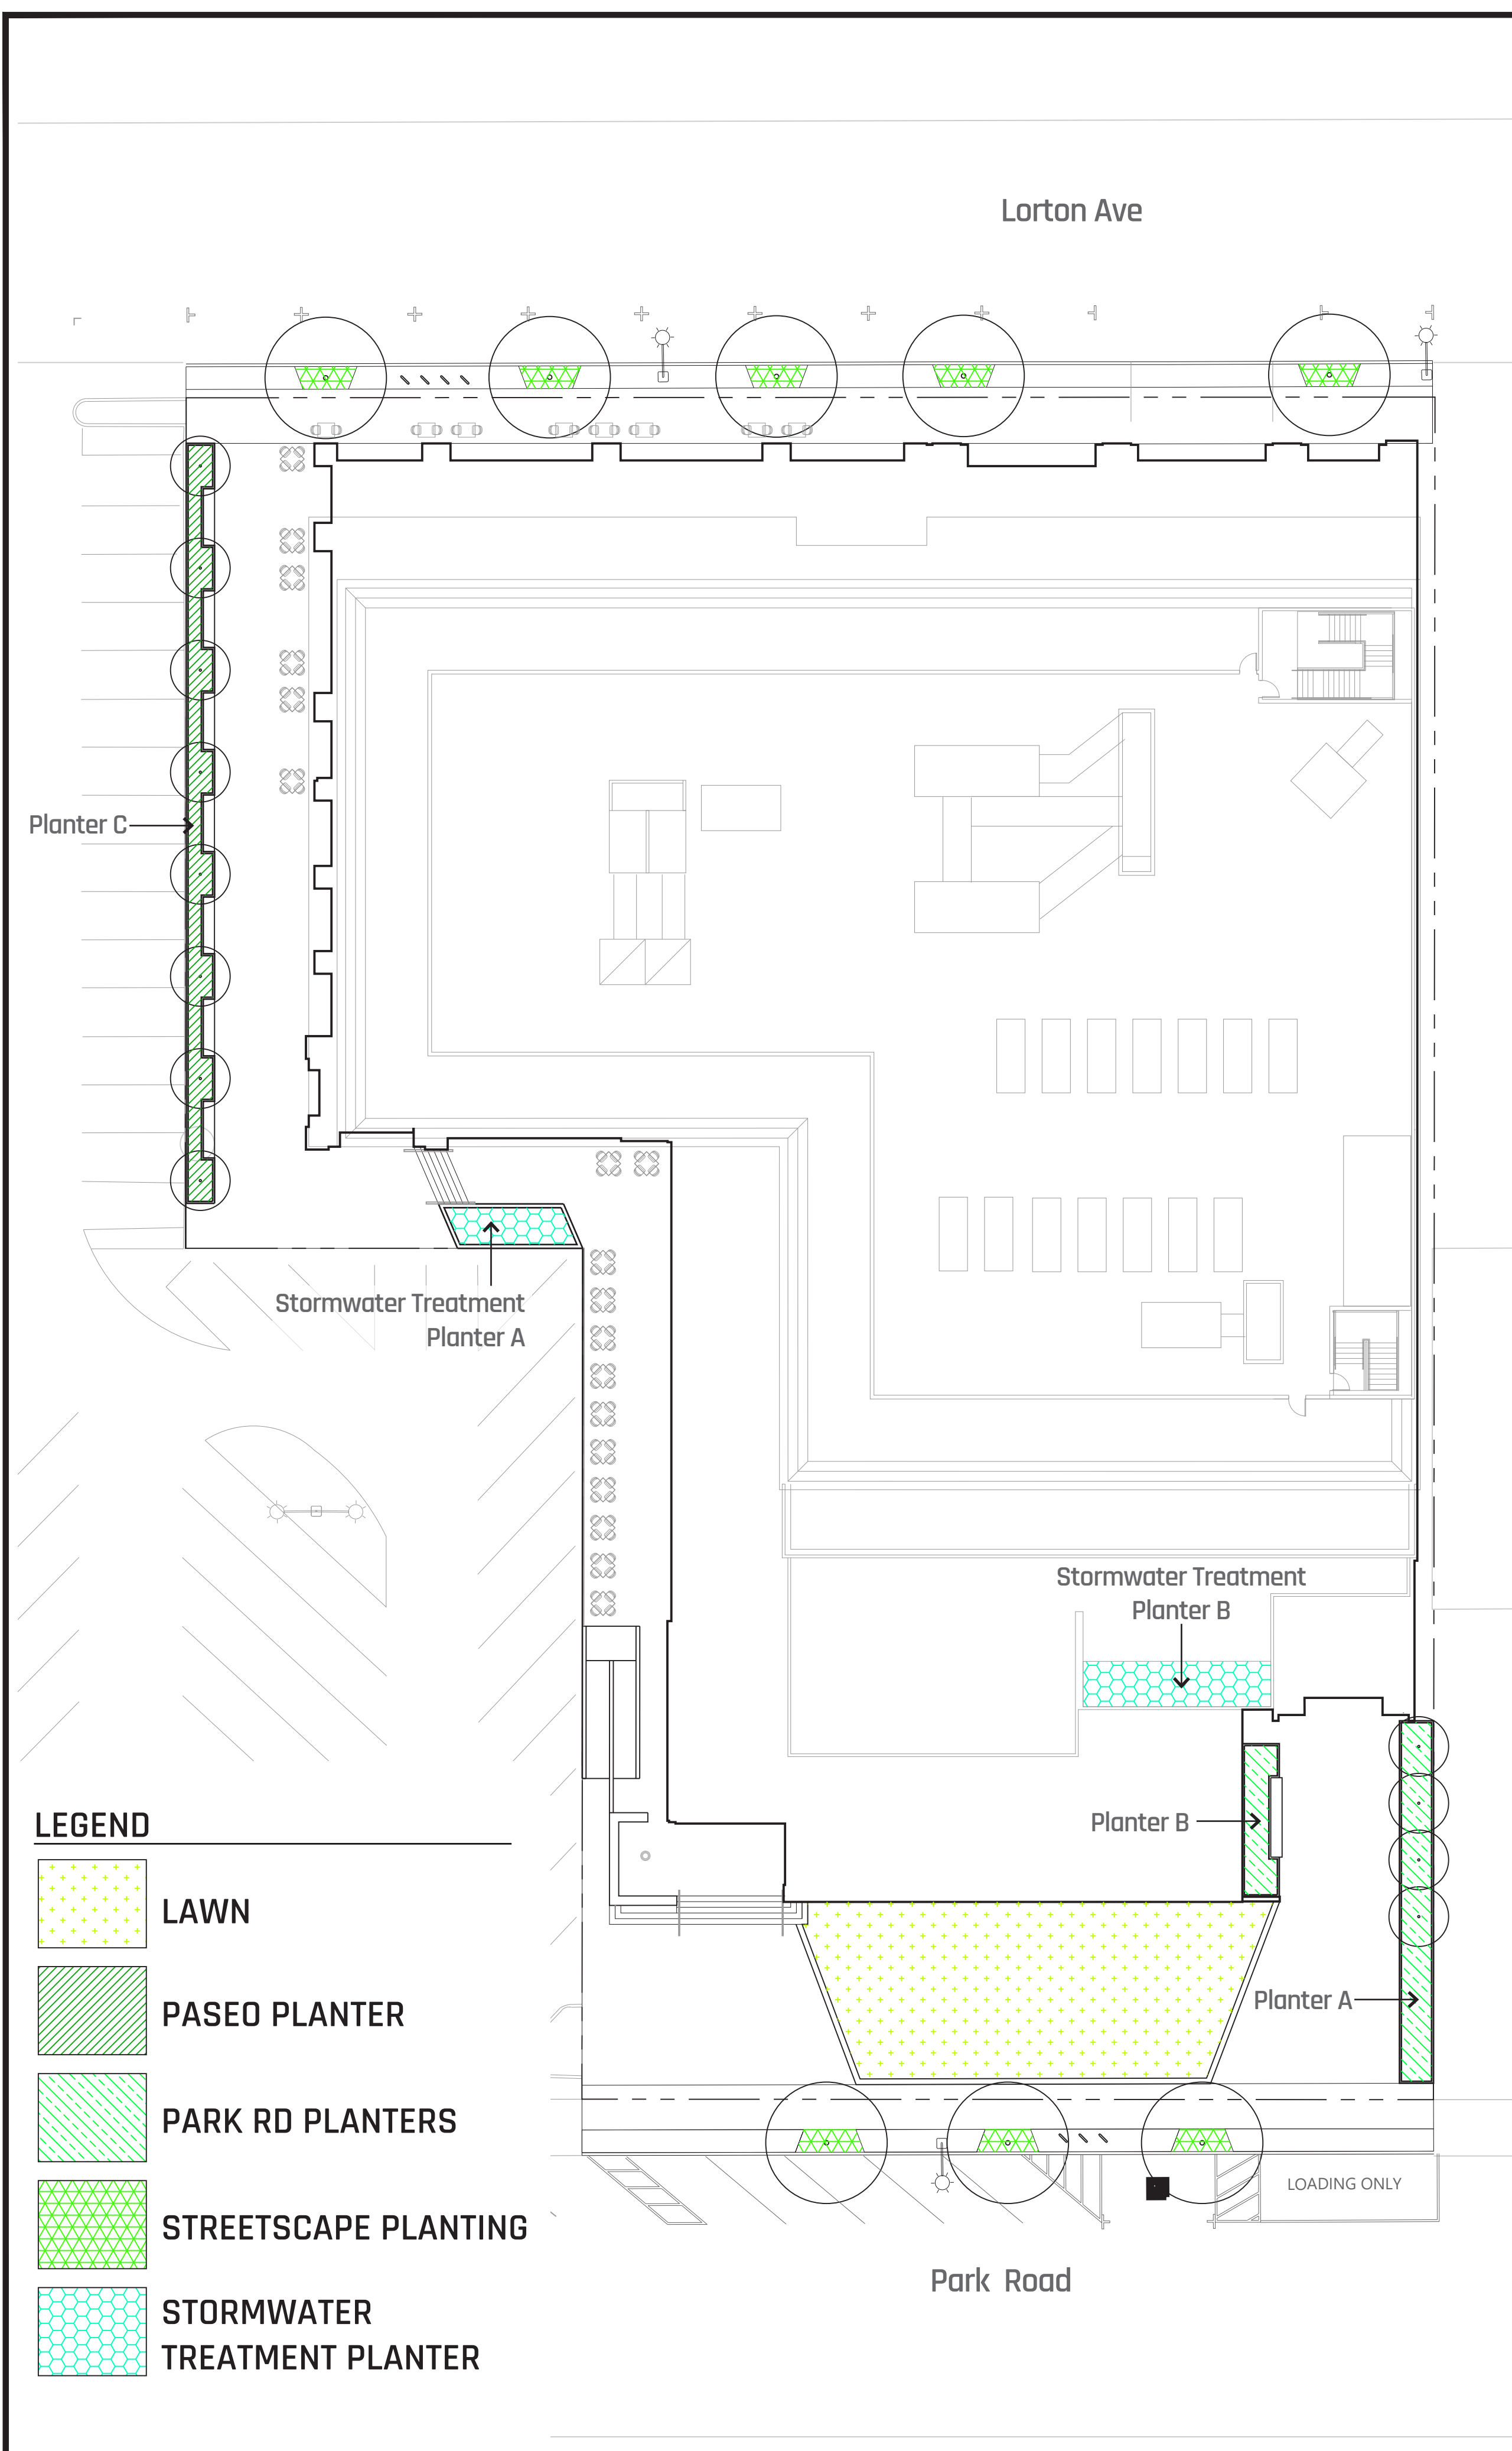 Lorton Ave
Planter C
Stormwater Treatment
Planter A
Stormwater Treatment
Planter B
Planter B
LEGEND
LAWN
Planter A
PASEO PLANTER
PARK RD PLANTERS
LOADING ONLY
STREETSCAPE PLANTING
Park Road
STORMWATER
TREATMENT PLANTER